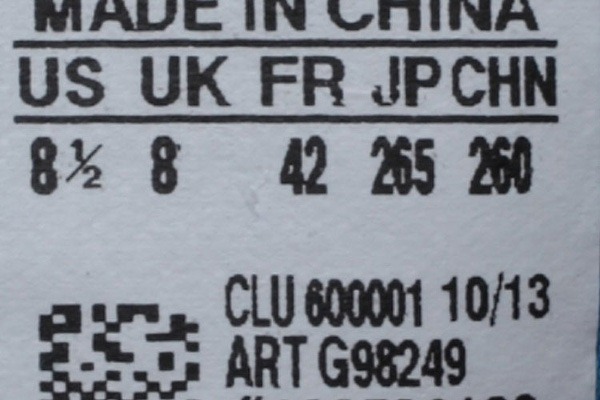 MADE IN CHINA
US UK FR JP CHN
8½ 8 42 265 260
CLU 600001 10/13
ART G98249